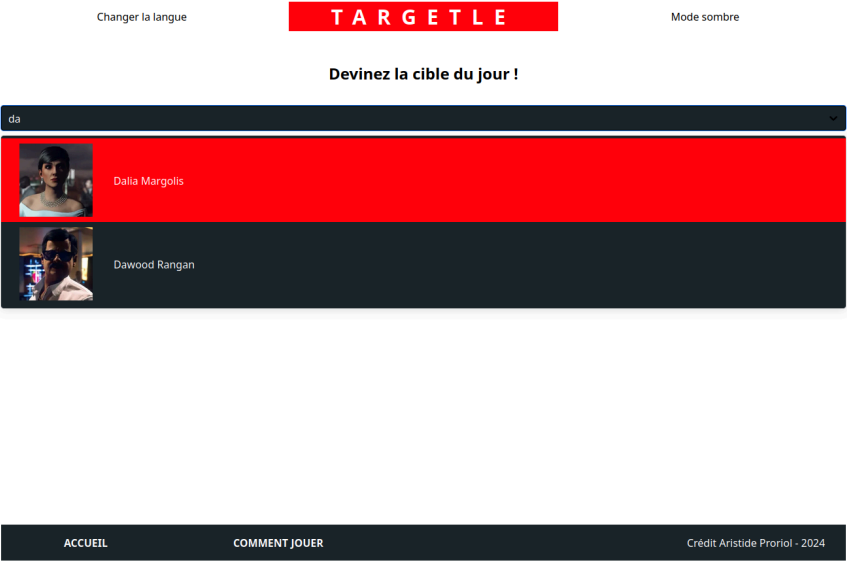 Changer la langue
TARGETLE
Mode sombre
Devinez la cible du jour !
da
Dalia Margolis
Dawood Rangan
ACCUEIL
COMMENT JOUER
Crédit Aristide Proriol - 2024